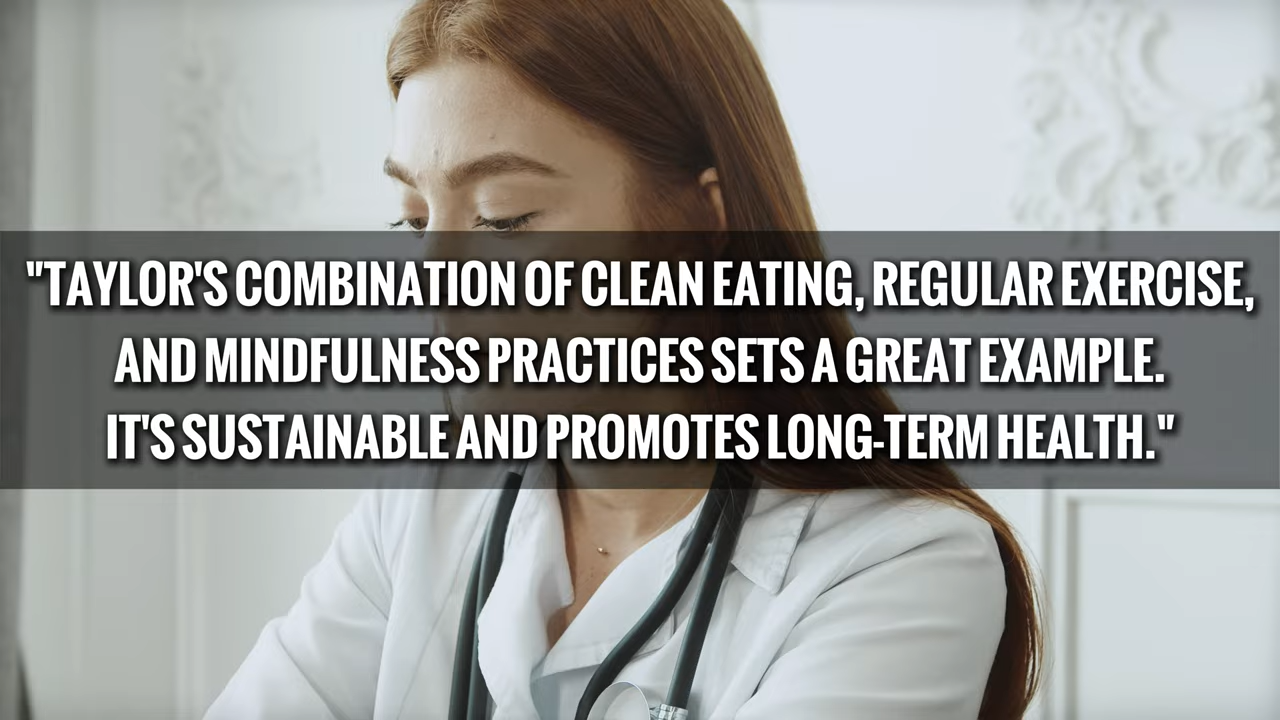 "TAYLOR'S COMBINATION OF CLEAN EATING, REGULAR EXERCISE,
AND MINDFULNESS PRACTICES SETS A GREAT EXAMPLE.
IT'S SUSTAINABLE AND PROMOTES LONG-TERM HEALTH."